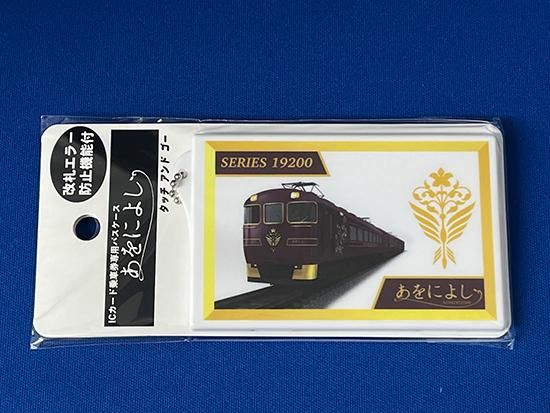 改札エラー
防止機能付
ICカード乗車券専用パスケース
あをによし
タッチアンド ゴー
SERIES 19200
あをによし